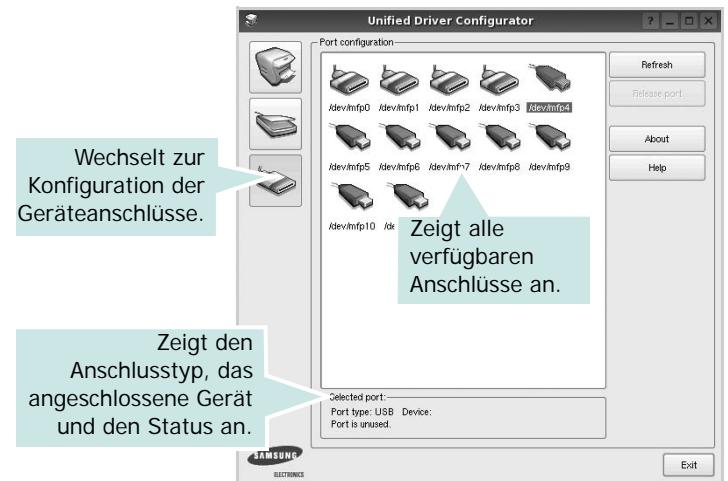 Unified Driver Configurator
Port configuration
/dev/mfp0 /dev/mfp1 /dev/mfp2 /dev/mfp3 /dev/mfp4
/dev/mfp5 /dev/mfp6 /dev/mfp7 /dev/mfp8 /dev/mfp9
/dev/mfp10
Refresh
Release port
About
Help
Wechselt zur
Konfiguration der
Geräteanschlüsse.
Zeigt alle
verfügbaren
Anschlüsse an.
Zeigt den
Anschlusstyp, das
angeschlossene Gerät
und den Status an.
Selected port:
Port type: USB Device:
Port is unused.
SAMSUNG
ELECTRONICS
Exit